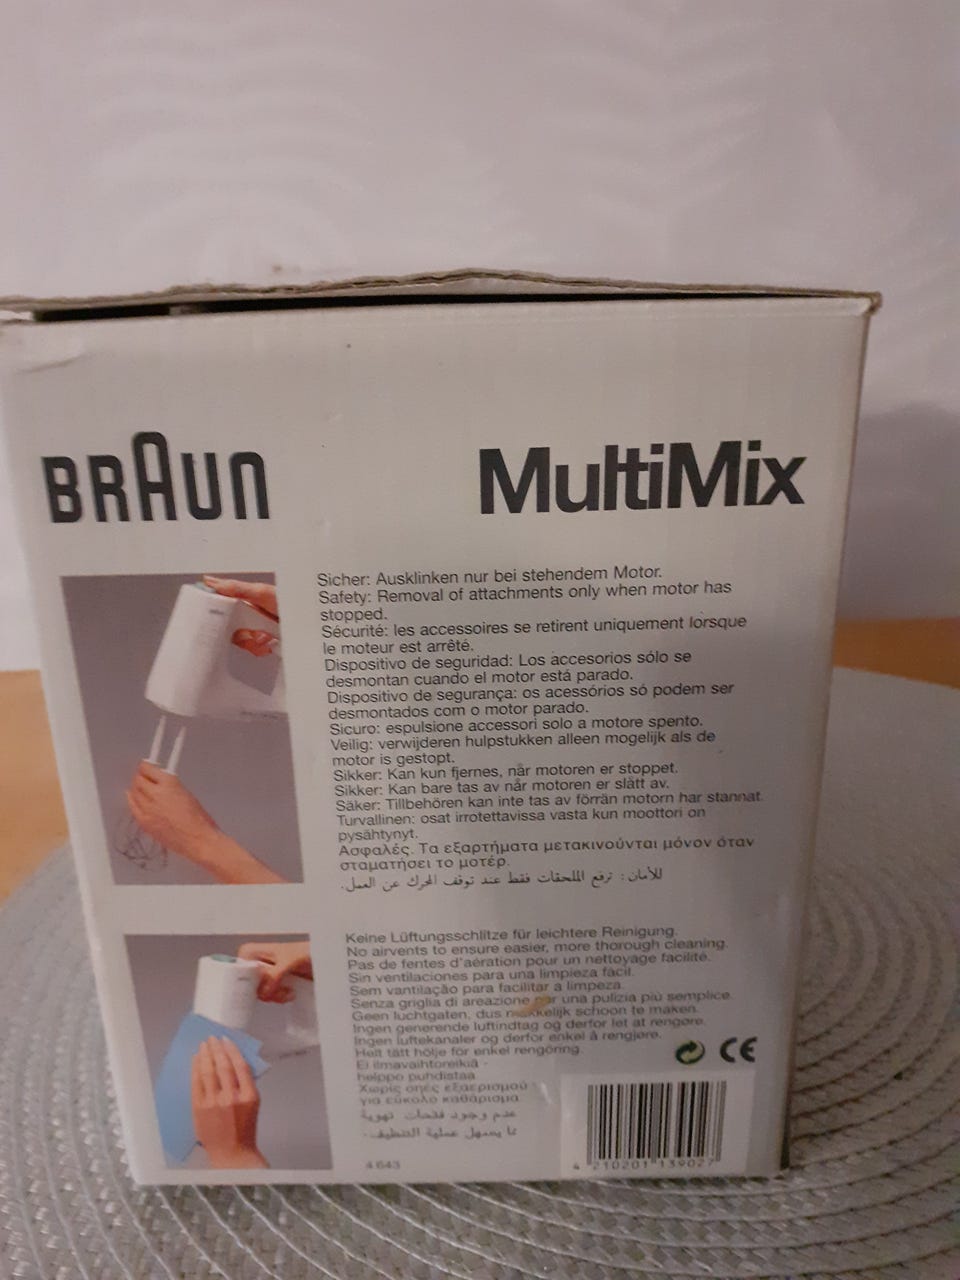 BRAUN
MultiMix
Sicher: Ausklinken nur bei stehendem Motor.
Safety: Removal of attachments only when motor has
stopped.
Sécurité: les accessoires se retirent uniquement lorsque
le moteur est arrêté.
Dispositivo de seguridad: Los accesorios sólo se
desmontan cuando el motor está parado.
Dispositivo de segurança: os acessórios só podem ser
desmontados com o motor parado.
Sicuro: espulsione accessori solo a motore spento.
Veilig: verwijderen hulpstukken alleen mogelijk als de
motor is gestopt.
Sikker: Kan kun fjernes, når motoren er stoppet.
Sikker: Kan bare tas av når motoren er slått av.
Säker: Tillbehören kan inte tas av förrän motorn har stannat.
Turvallinen: osat irrotettavissa vasta kun moottori on
pysähtynyt.
Ασφαλές. Τα εξαρτήματα μετακινούνται μόνον όταν
σταματήσει το μοτέρ.
للأمان : ترفع الملحقات فقط عند توقف المحرك عن العمل.
Keine Lüftungsschlitze für leichtere Reinigung.
No airvents to ensure easier, more thorough cleaning.
Pas de fentes d'aération pour un nettoyage facilité.
Sin ventilaciones para una limpieza fácil.
Sem vantilação para facilitar a limpeza.
Senza griglia di areazione per una pulizia più semplice.
Geen luchtgaten, dus makkelijk schoon te maken.
Ingen generende luftindtag og derfor let at rengøre.
Ingen luftekanaler og derfor enkel å rengjøre.
Helt tätt hölje för enkel rengöring.
Ei ilmavaihtoreikiä -
helppo puhdistaa
Χωρίς οπές εξαερισμού
για εύκολο καθάρισμα
عدم وجود فتحات تهوية
مما يسهل عملية التنظيف.
CE
4 643
4 210201 139027